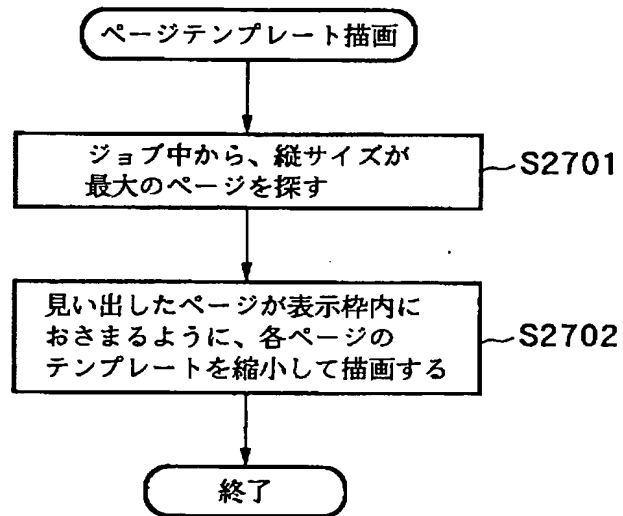 ページテンプレート描画
ジョブ中から、縦サイズが
最大のページを探す
S2701
見い出したページが表示枠内に
おさまるように、各ページの
テンプレートを縮小して描画する
S2702
終了